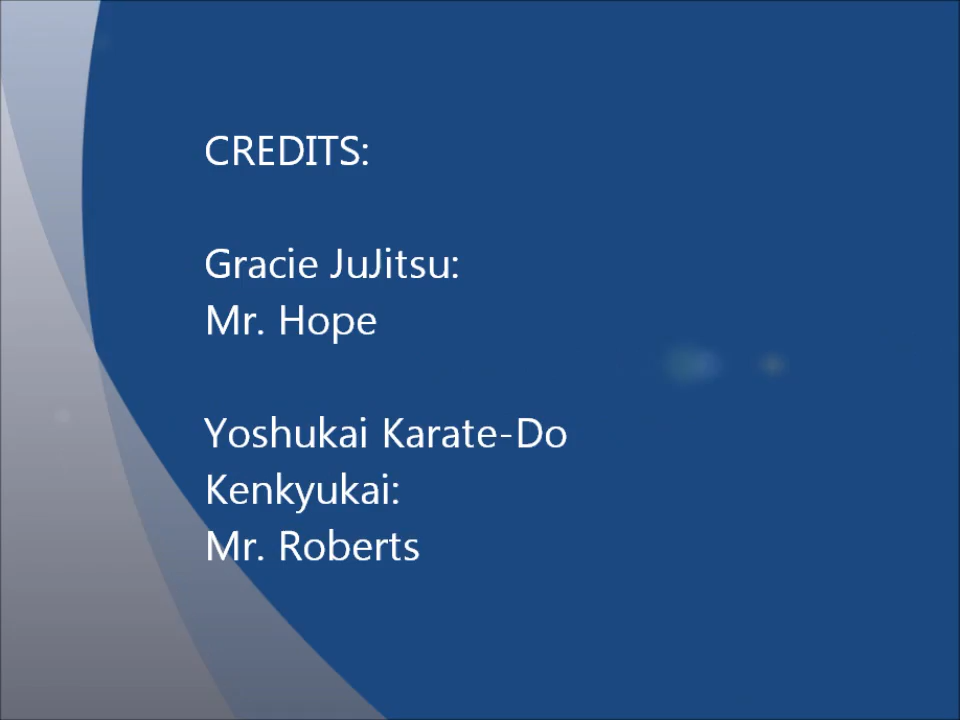 CREDITS:
Gracie JuJitsu:
Mr. Hope
Yoshukai Karate-Do
Kenkyukai:
Mr. Roberts